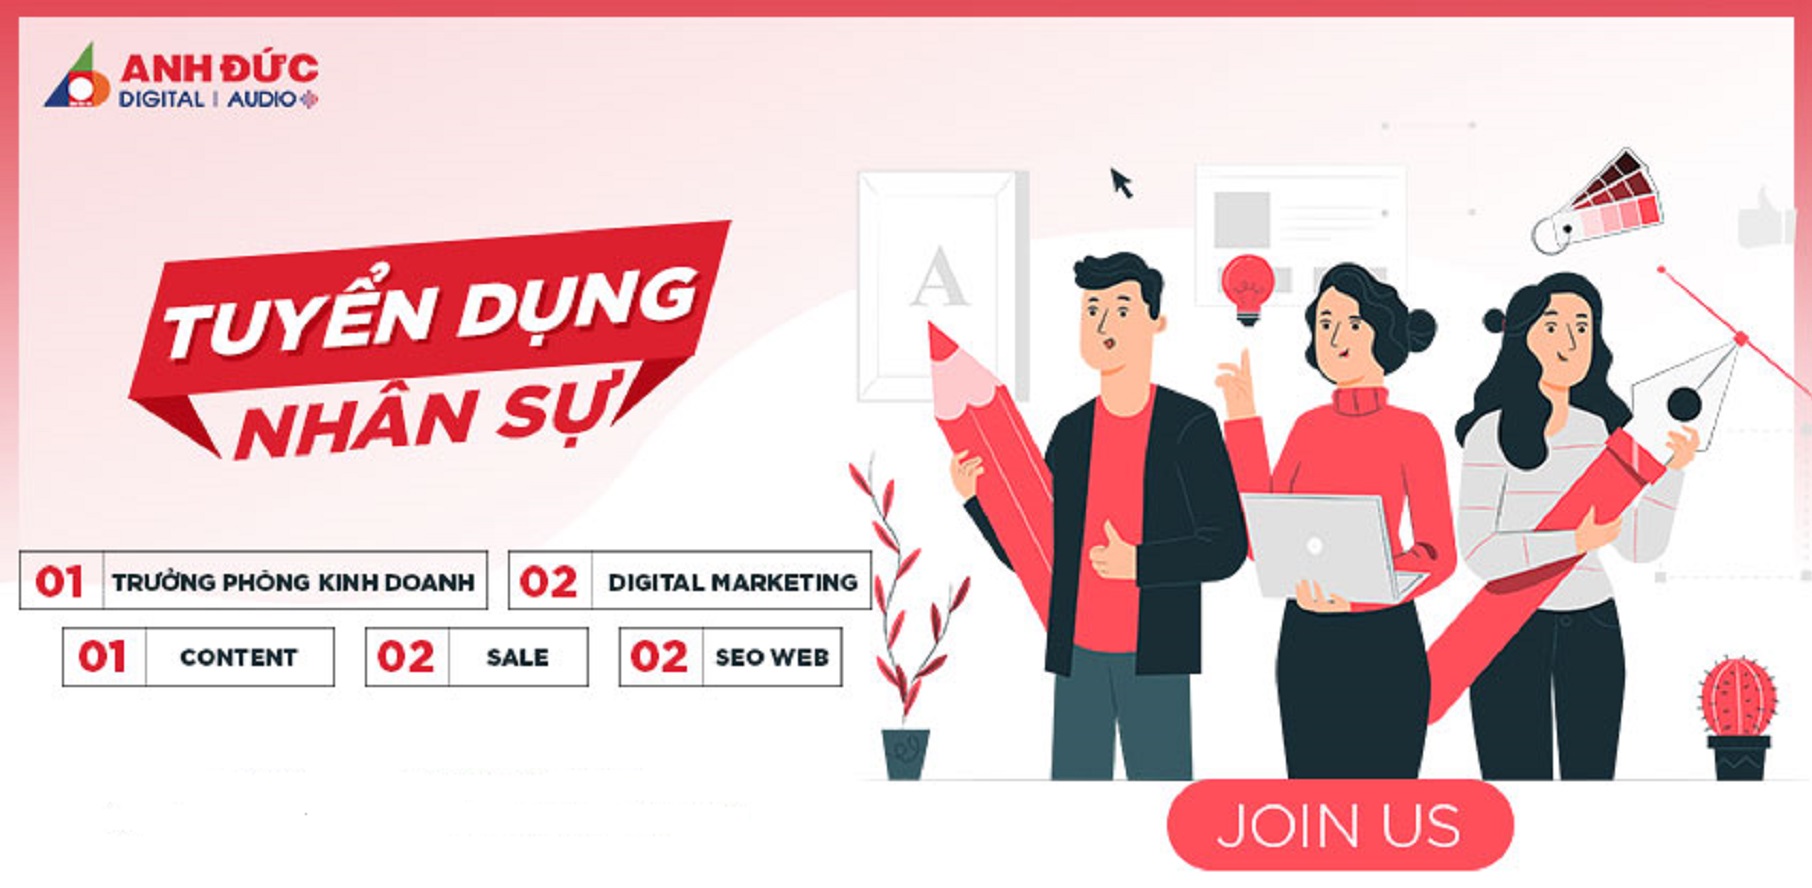 ANH ĐỨC
DIGITAL | AUDIO
TUYỂN DỤNG
NHÂN SỰ
01 TRƯỞNG PHÒNG KINH DOANH
02 DIGITAL MARKETING
01 CONTENT
02 SALE
02 SEO WEB
A
JOIN US